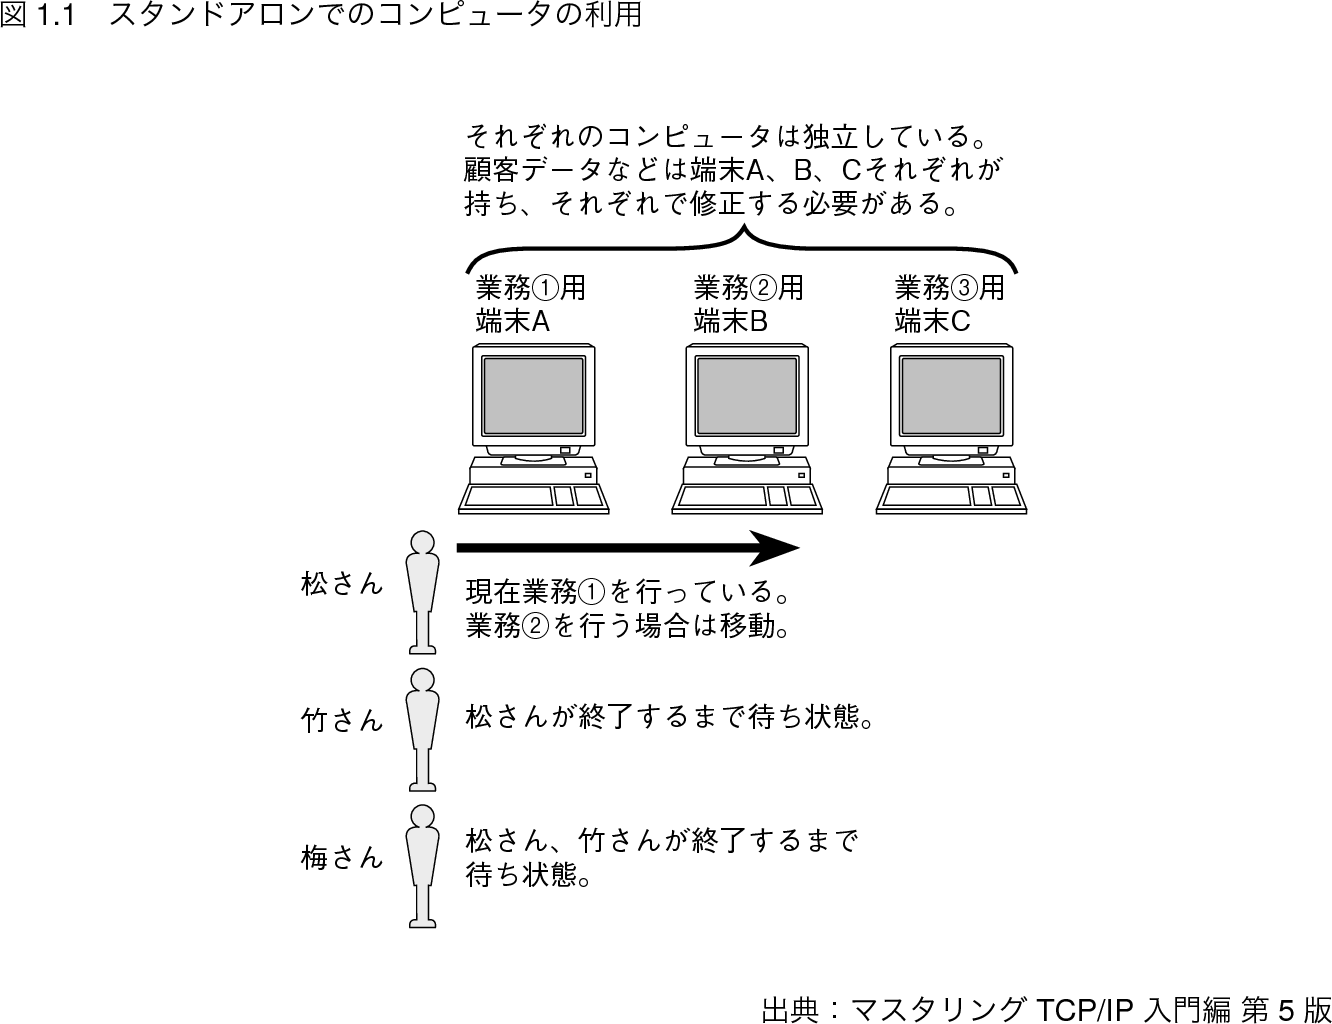 図 1.1　スタンドアロンでのコンピュータの利用
それぞれのコンピュータは独立している。
顧客データなどは端末A、B、Cそれぞれが
持ち、それぞれで修正する必要がある。
業務①用
端末A
業務②用
端末B
業務③用
端末C
松さん
現在業務①を行っている。
業務②を行う場合は移動。
竹さん
松さんが終了するまで待ち状態。
梅さん
松さん、竹さんが終了するまで
待ち状態。
出典：マスタリング TCP/IP 入門編 第 5 版